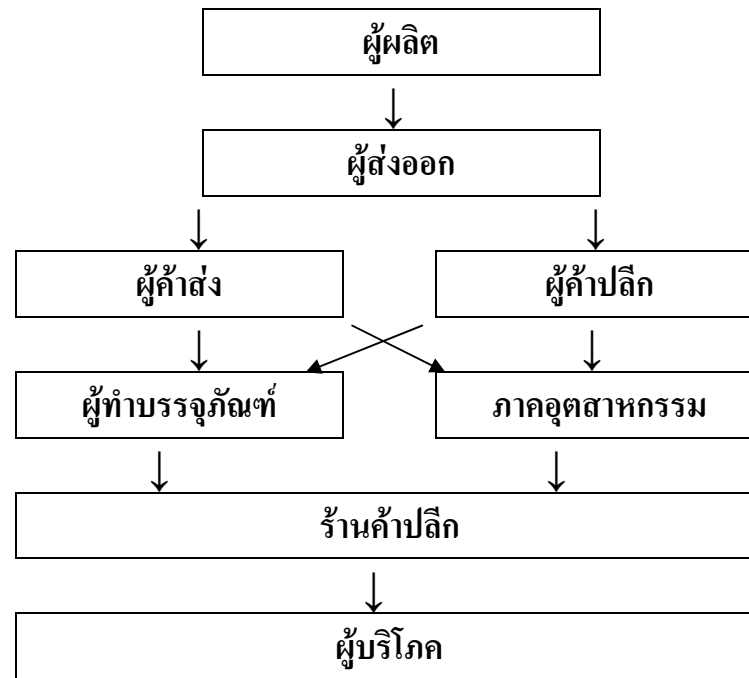 ผู้ผลิต
ผู้ส่งออก
ผู้ค้าส่ง
ผู้ค้าปลีก
ผู้ทำบรรจุภัณฑ์
ภาคอุตสาหกรรม
ร้านค้าปลีก
ผู้บริโภค